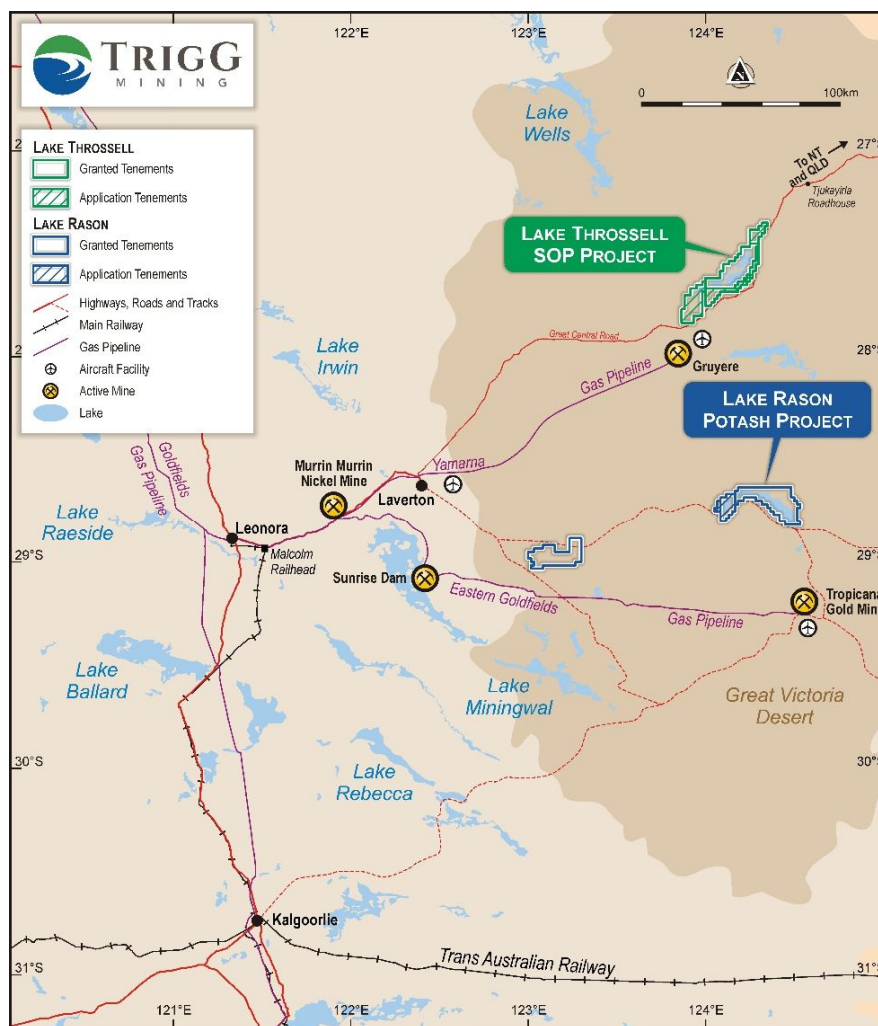 TRIGG
MINING
122°E
123°E
124°E
0
100km
LAKE THROSSELL
Granted Tenements
Application Tenements
LAKE RASON
Granted Tenements
Application Tenements
Highways, Roads and Tracks
Main Railway
Gas Pipeline
Aircraft Facility
Active Mine
Lake
Lake
Wells
27°
To NT
and QLD
Tjukayirla
Roadhouse
LAKE THROSSELL
SOP PROJECT
Great Central Road
Lake
Irwin
28°
Gas Pipeline
Gruyere
LAKE RASON
POTASH PROJECT
Goldfields
Gas Pipeline
Murrin Murrin
Nickel Mine
Yamarna
Laverton
Lake
Raeside
Leonora
Malcolm
Railhead
29°S
29°S
Sunrise Dam
Eastern Goldfields
Gas Pipeline
Tropicana
Gold Min
Lake
Ballard
Lake
Miningwal
Great Victoria
Desert
30°S
30°S
Lake
Rebecca
Kalgoorlie
Trans Australian Railway
31°S
31°S
121°E
122°E
123°E
124°E